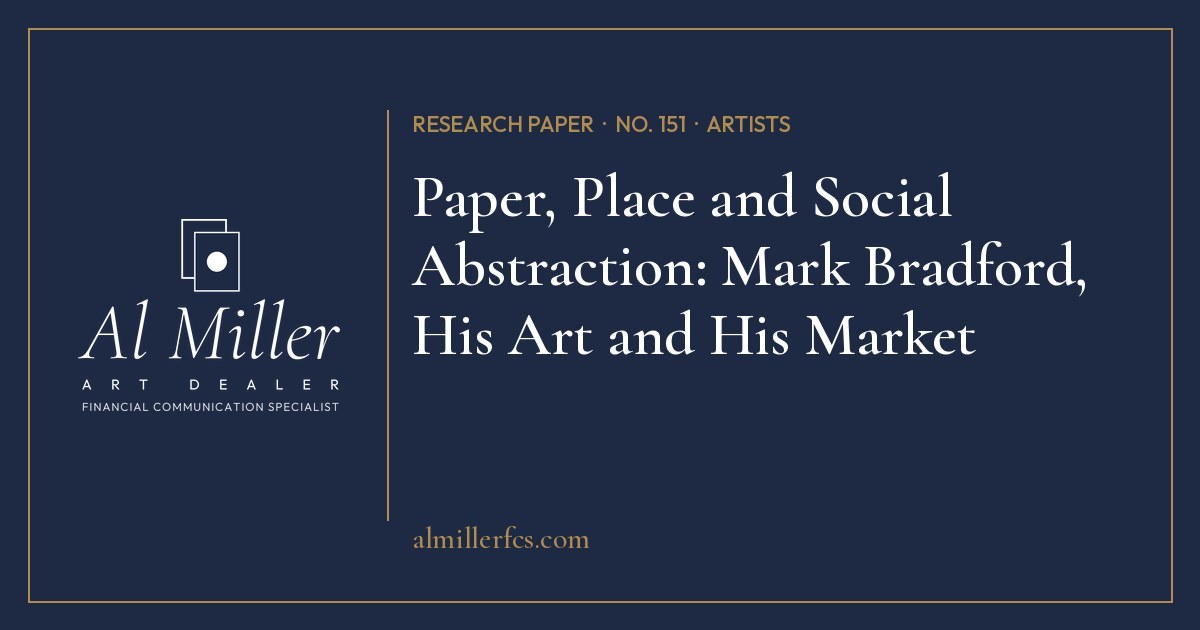 Al Miller
ART DEALER
FINANCIAL COMMUNICATION SPECIALIST
RESEARCH PAPER · NO. 151 · ARTISTS
Paper, Place and Social
Abstraction: Mark Bradford,
His Art and His Market
almillerfcs.com